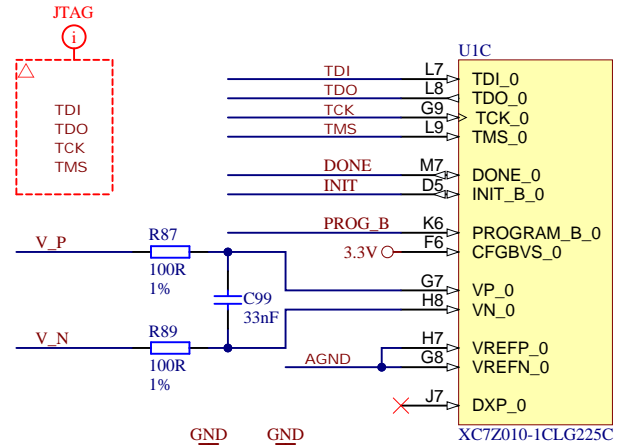 JTAG
i
TDI
TDO
TCK
TMS
U1C
TDI L7 TDI_0
TDO L8 TDO_0
TCK G9 TCK_0
TMS L9 TMS_0
DONE M7 DONE_0
INIT D5 INIT_B_0
PROG_B K6 PROGRAM_B_0
3.3V F6 CFGBVS_0
V_P R87 G7 VP_0
100R
1%
C99
33nF
H8 VN_0
V_N R89
100R
1%
H7 VREFP_0
AGND G8 VREFN_0
J7 DXP_0
GND GND XC7Z010-1CLG225C